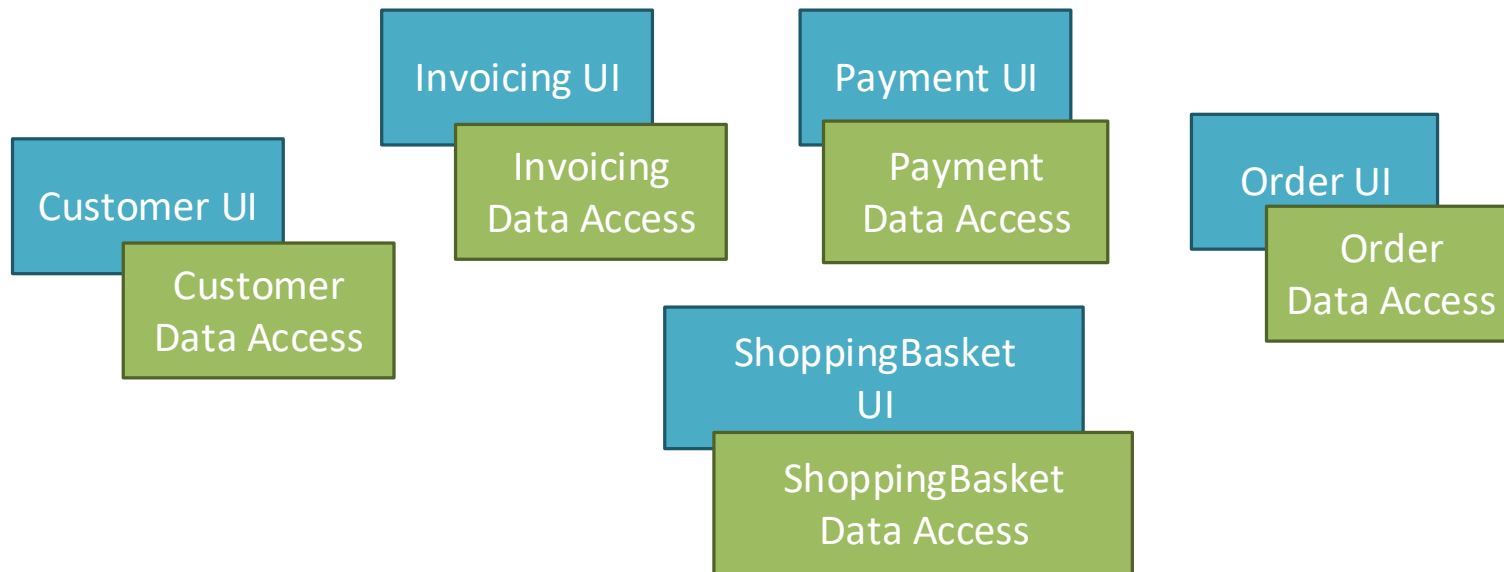 Invoicing UI
Invoicing
Data Access
Payment UI
Payment
Data Access
Customer UI
Customer
Data Access
Order UI
Order
Data Access
ShoppingBasket
UI
ShoppingBasket
Data Access